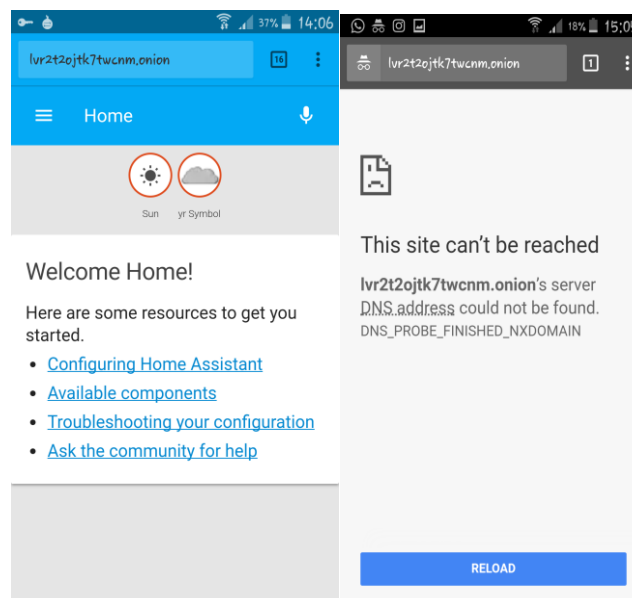 37% 14:06
lvr2t2ojtk7twcnm.onion 16
Home
Sun yr Symbol
Welcome Home!
Here are some resources to get you
started.
• Configuring Home Assistant
• Available components
• Troubleshooting your configuration
• Ask the community for help
18% 15:05
lvr2t2ojtk7twcnm.onion 1
This site can't be reached
lvr2t2ojtk7twcnm.onion's server
DNS address could not be found.
DNS_PROBE_FINISHED_NXDOMAIN
RELOAD